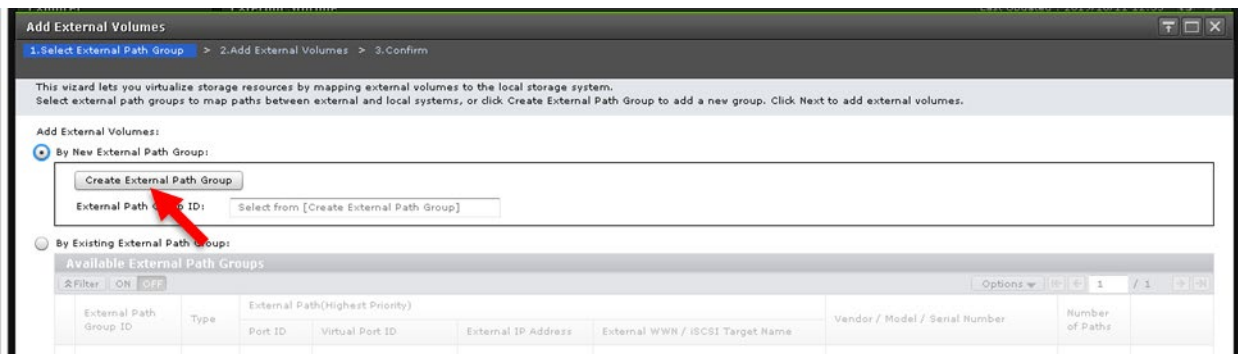 Add External Volumes
1.Select External Path Group > 2.Add External Volumes > 3.Confirm
This wizard lets you virtualize storage resources by mapping external volumes to the local storage system.
Select external path groups to map paths between external and local systems, or click Create External Path Group to add a new group. Click Next to add external volumes.
Add External Volumes:
By New External Path Group:
Create External Path Group
External Path ID: Select from [Create External Path Group]
By Existing External Path Group:
Available External Path Groups
Filter ON OFF Options 1 / 1
External Path Group ID Type External Path(Highest Priority) Vendor / Model / Serial Number Number of Paths
Port ID Virtual Port ID External IP Address External WWN / iSCSI Target Name